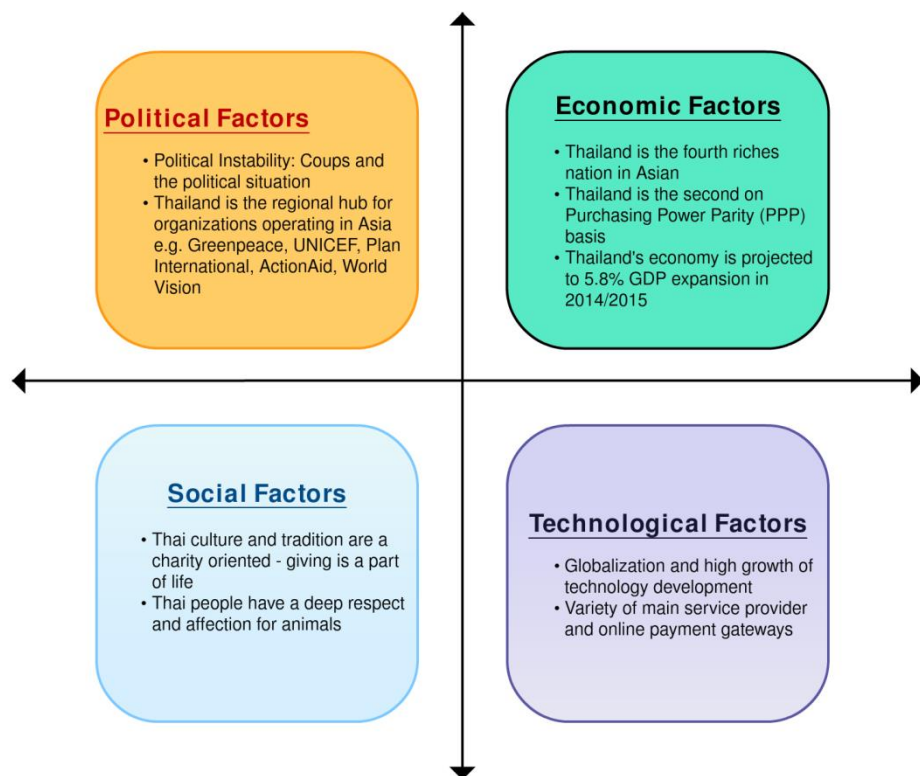 Political Factors
• Political Instability: Coups and
the political situation
• Thailand is the regional hub for
organizations operating in Asia
e.g. Greenpeace, UNICEF, Plan
International, ActionAid, World
Vision
Economic Factors
• Thailand is the fourth riches
nation in Asian
• Thailand is the second on
Purchasing Power Parity (PPP)
basis
• Thailand's economy is projected
to 5.8% GDP expansion in
2014/2015
Social Factors
• Thai culture and tradition are a
charity oriented - giving is a part
of life
• Thai people have a deep respect
and affection for animals
Technological Factors
• Globalization and high growth of
technology development
• Variety of main service provider
and online payment gateways